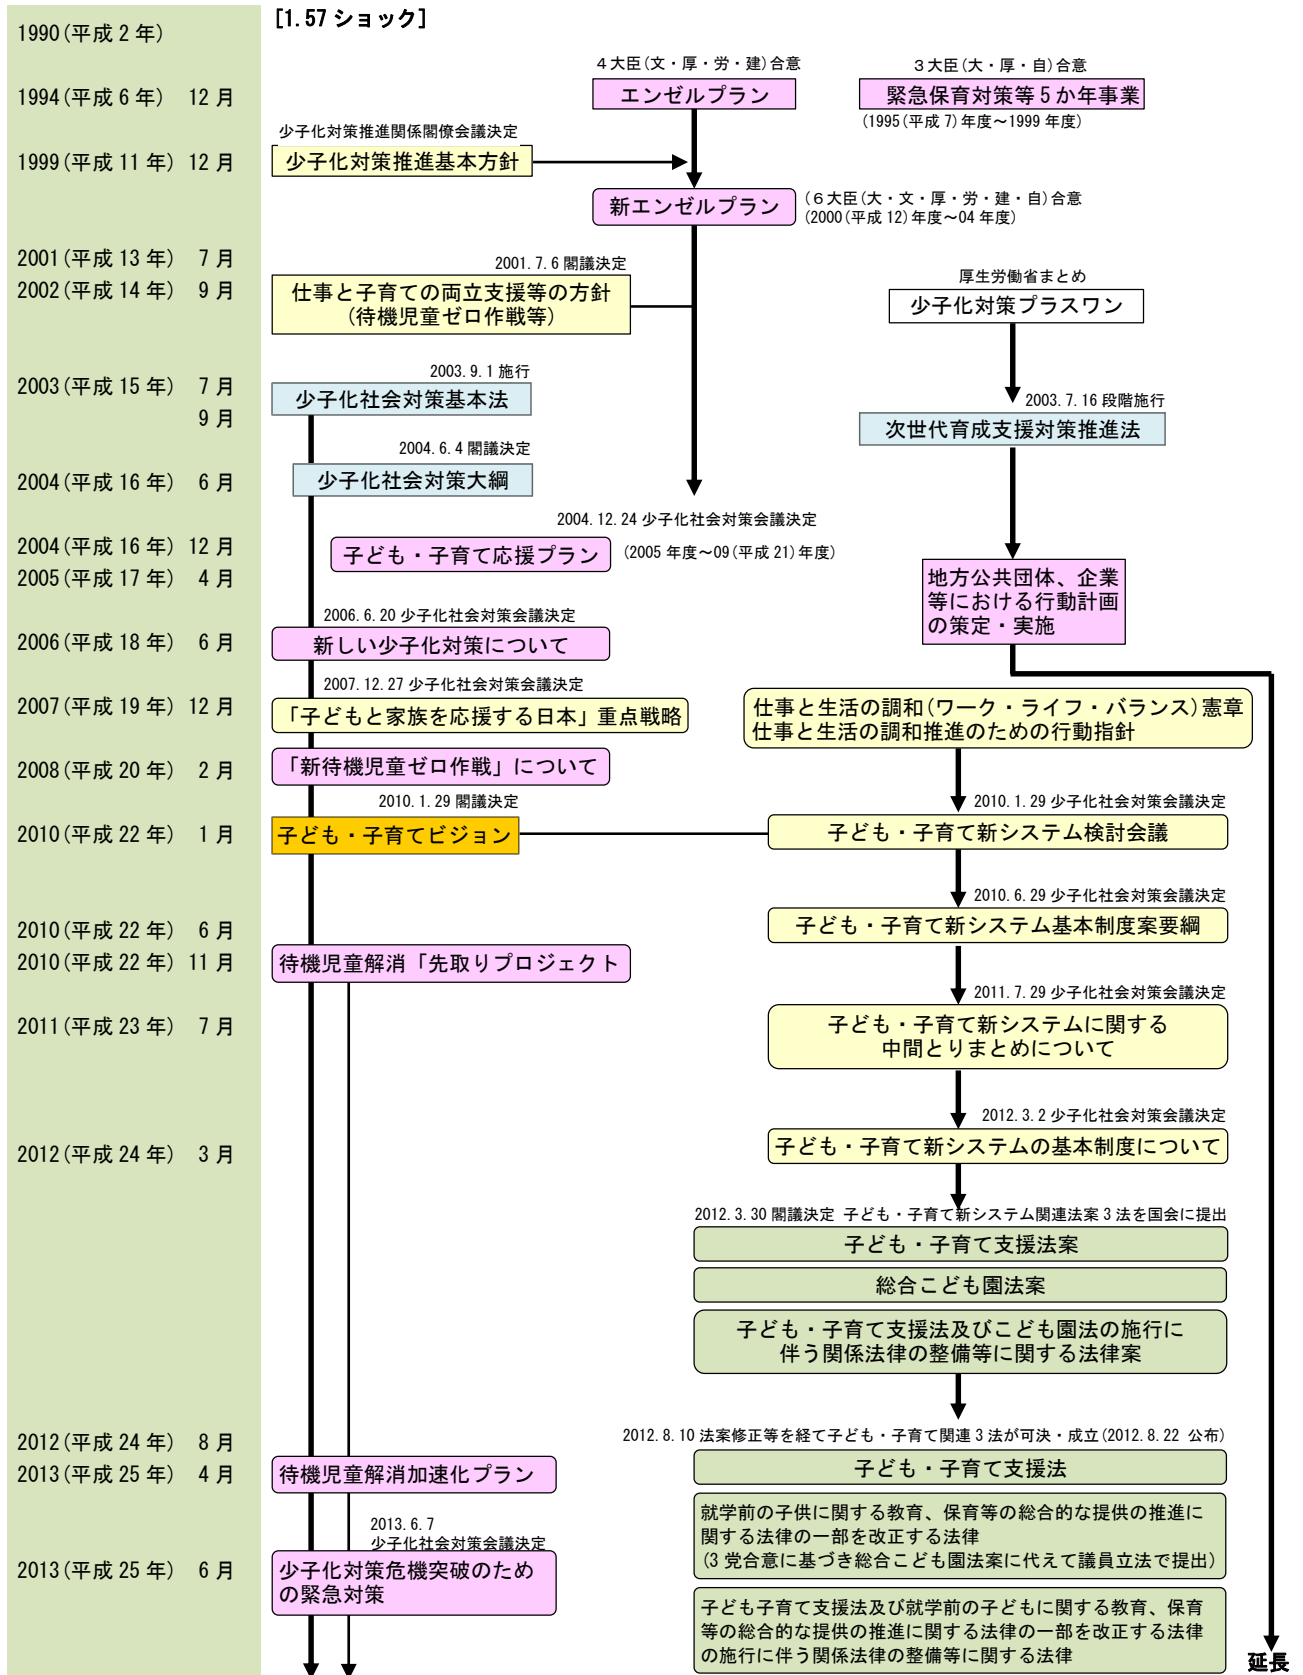 1990(平成2年)
[1.57ショック]
4大臣(文・厚・労・建)合意
3大臣(大・厚・自)合意
1994(平成6年) 12月
エンゼルプラン
緊急保育対策等5か年事業
(1995(平成7)年度～1999年度)
少子化対策推進関係閣僚会議決定
1999(平成11年) 12月
少子化対策推進基本方針
新エンゼルプラン
(6大臣(大・文・厚・労・建・自)合意
(2000(平成12)年度～04年度)
2001(平成13年) 7月
2001.7.6閣議決定
2002(平成14年) 9月
仕事と子育ての両立支援等の方針
(待機児童ゼロ作戦等)
厚生労働省まとめ
少子化対策プラスワン
2003(平成15年) 7月
9月
2003.9.1施行
少子化社会対策基本法
2003.7.16段階施行
次世代育成支援対策推進法
2004.6.4閣議決定
2004(平成16年) 6月
少子化社会対策大綱
2004.12.24少子化社会対策会議決定
2004(平成16年) 12月
子ども・子育て応援プラン
(2005年度～09(平成21)年度)
2005(平成17年) 4月
地方公共団体、企業
等における行動計画
の策定・実施
2006.6.20少子化社会対策会議決定
2006(平成18年) 6月
新しい少子化対策について
2007.12.27少子化社会対策会議決定
2007(平成19年) 12月
「子どもと家族を応援する日本」重点戦略
仕事と生活の調和(ワーク・ライフ・バランス)憲章
仕事と生活の調和推進のための行動指針
2008(平成20年) 2月
「新待機児童ゼロ作戦」について
2010.1.29閣議決定
2010.1.29少子化社会対策会議決定
2010(平成22年) 1月
子ども・子育てビジョン
子ども・子育て新システム検討会議
2010.6.29少子化社会対策会議決定
2010(平成22年) 6月
子ども・子育て新システム基本制度案要綱
2010(平成22年) 11月
待機児童解消「先取りプロジェクト
2011.7.29少子化社会対策会議決定
2011(平成23年) 7月
子ども・子育て新システムに関する
中間とりまとめについて
2012.3.2少子化社会対策会議決定
2012(平成24年) 3月
子ども・子育て新システムの基本制度について
2012.3.30閣議決定 子ども・子育て新システム関連法案3法を国会に提出
子ども・子育て支援法案
総合こども園法案
子ども・子育て支援法及びこども園法の施行に
伴う関係法律の整備等に関する法律案
2012(平成24年) 8月
2012.8.10法案修正等を経て子ども・子育て関連3法が可決・成立(2012.8.22 公布)
2013(平成25年) 4月
待機児童解消加速化プラン
子ども・子育て支援法
就学前の子供に関する教育、保育等の総合的な提供の推進に
関する法律の一部を改正する法律
(3党合意に基づき総合こども園法案に代えて議員立法で提出)
2013.6.7
少子化社会対策会議決定
2013(平成25年) 6月
少子化対策危機突破のため
の緊急対策
子ども子育て支援法及び就学前の子どもに関する教育、保育
等の総合的な提供の推進に関する法律の一部を改正する法律
の施行に伴う関係法律の整備等に関する法律
延長